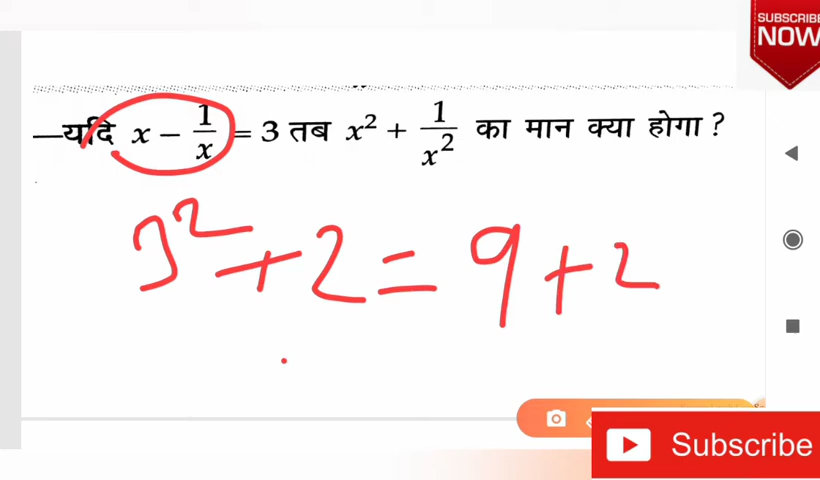 SUBSCRIBE
NOW
—यदि x − 1/x = 3 तब x² + 1/x² का मान क्या होगा ?
3² + 2 = 9 + 2
Subscribe